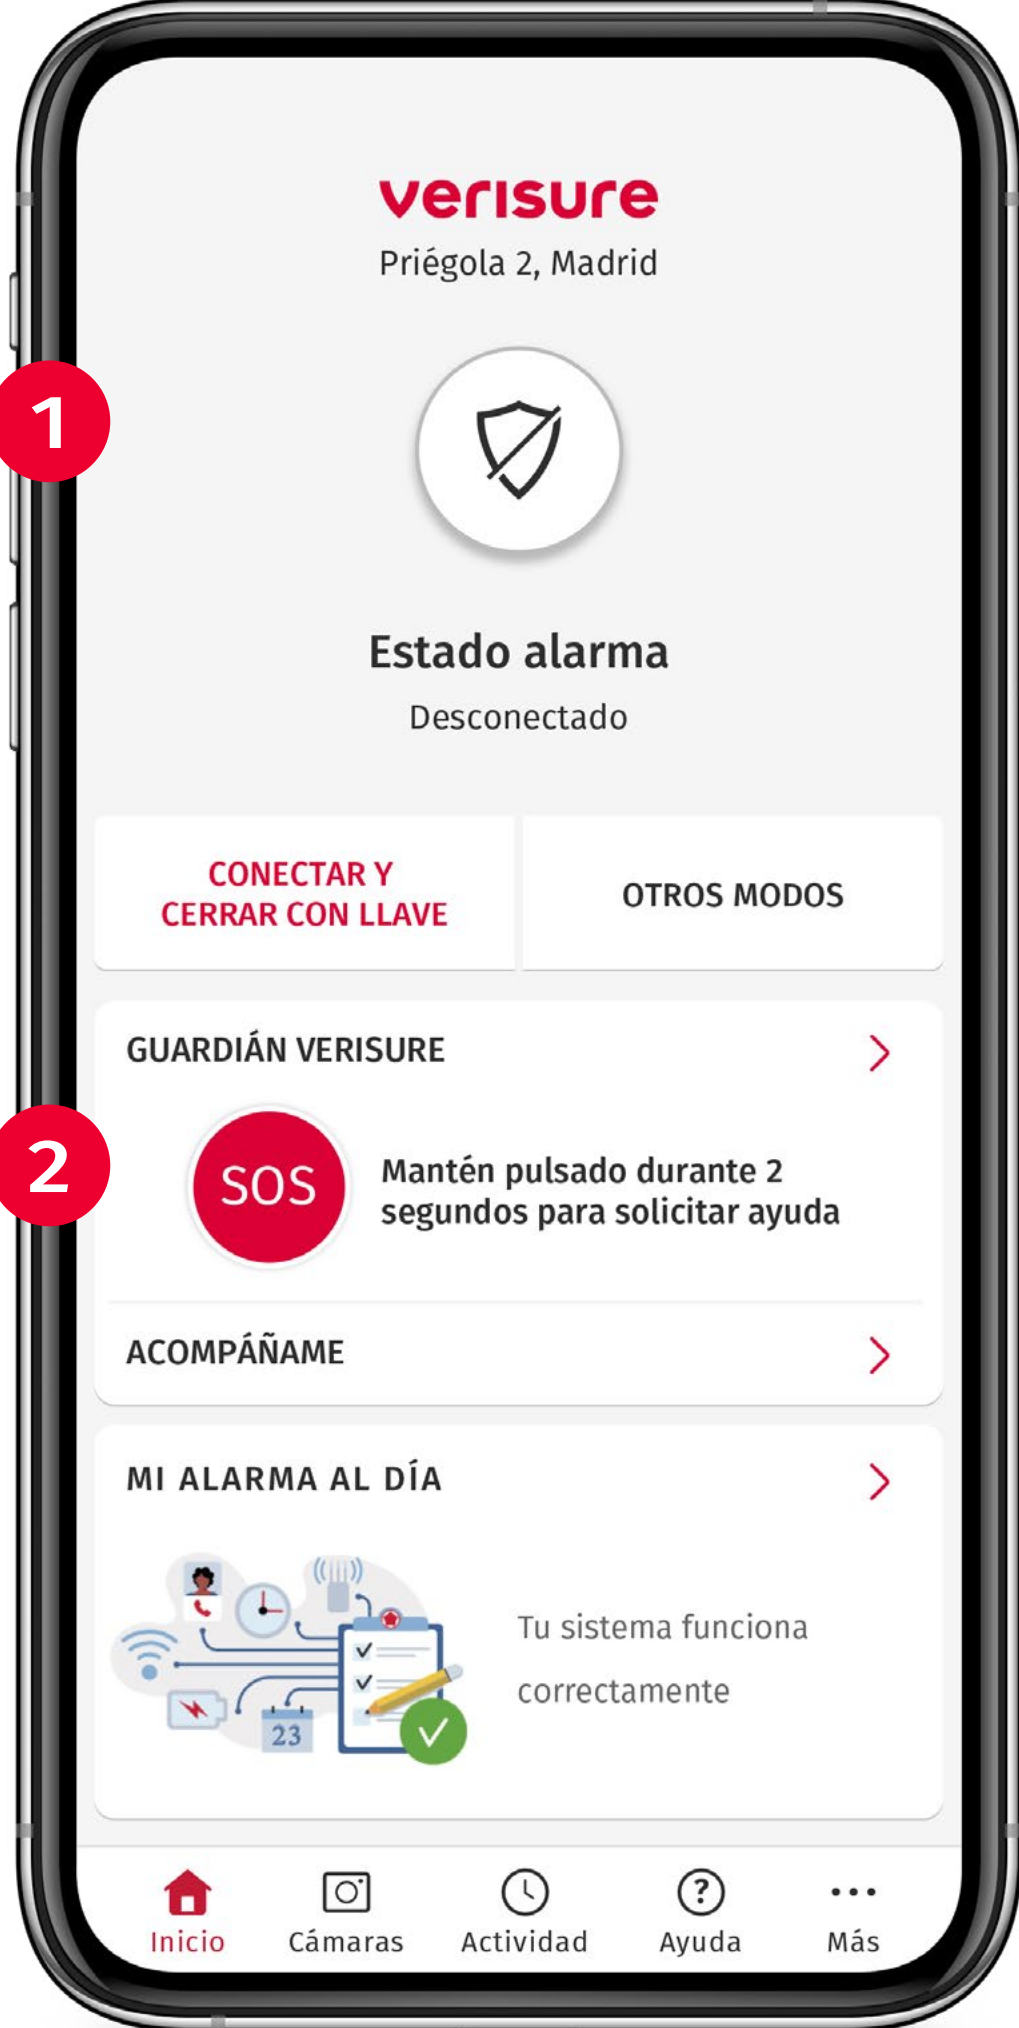 verisure
Priégola 2, Madrid
1
Estado alarma
Desconectado
CONECTAR Y
CERRAR CON LLAVE
OTROS MODOS
GUARDIÁN VERISURE
2
SOS
Mantén pulsado durante 2
segundos para solicitar ayuda
ACOMPÁÑAME
MI ALARMA AL DÍA
23
Tu sistema funciona
correctamente
Inicio
Cámaras
Actividad
Ayuda
Más